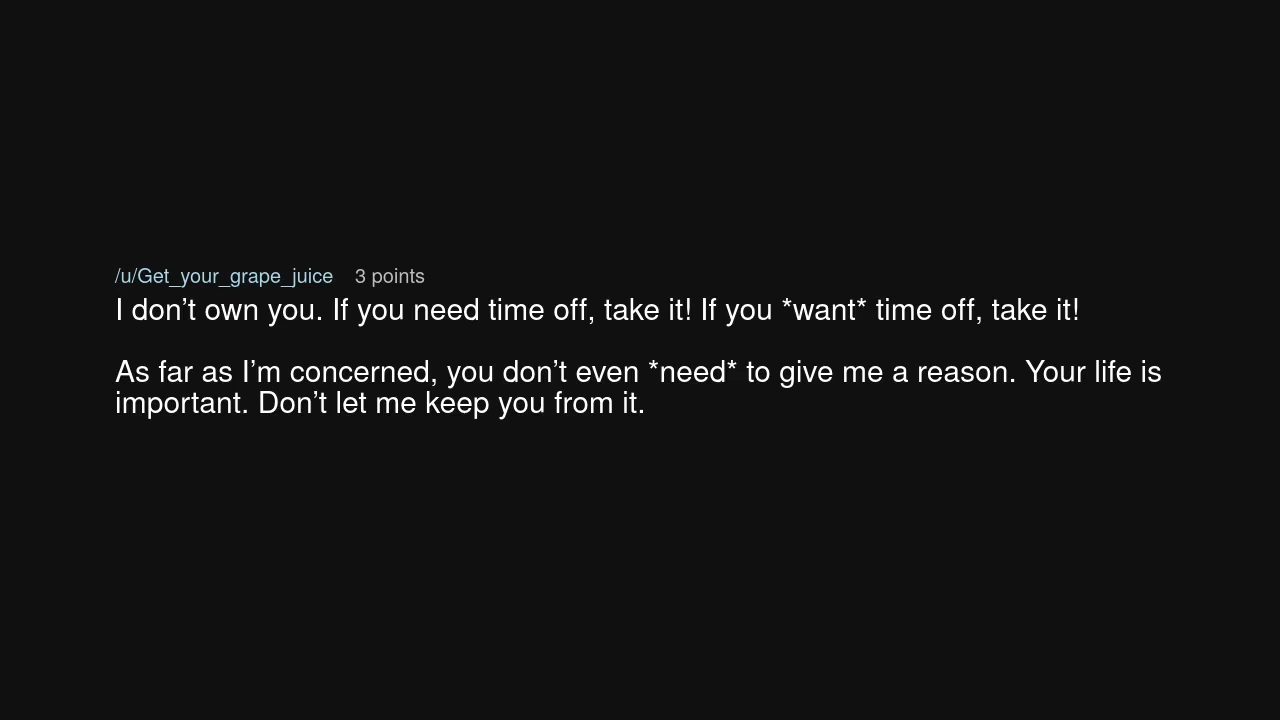 /u/Get_your_grape_juice 3 points
I don’t own you. If you need time off, take it! If you *want* time off, take it!
As far as I’m concerned, you don’t even *need* to give me a reason. Your life is
important. Don’t let me keep you from it.